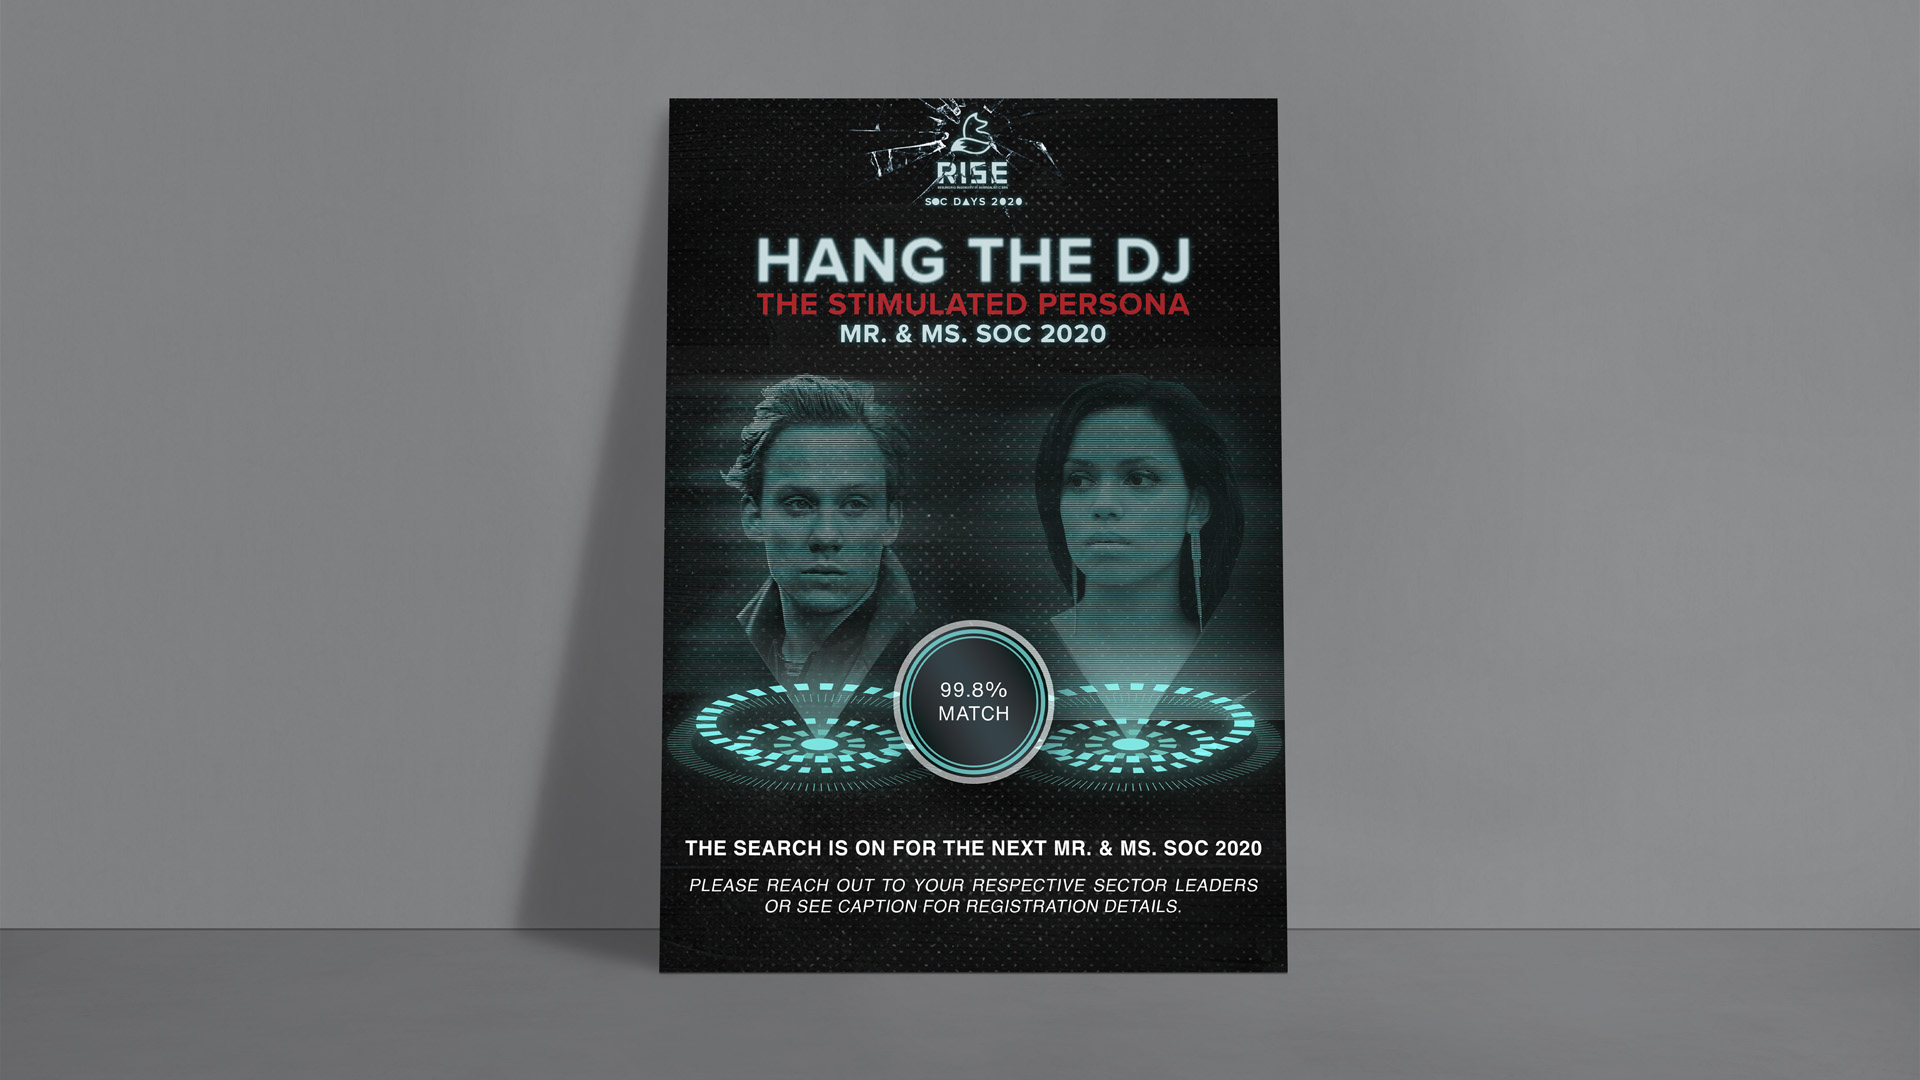 RISE
SOC DAYS 2020
HANG THE DJ
THE STIMULATED PERSONA
MR. & MS. SOC 2020
99.8%
MATCH
THE SEARCH IS ON FOR THE NEXT MR. & MS. SOC 2020
PLEASE REACH OUT TO YOUR RESPECTIVE SECTOR LEADERS
OR SEE CAPTION FOR REGISTRATION DETAILS.